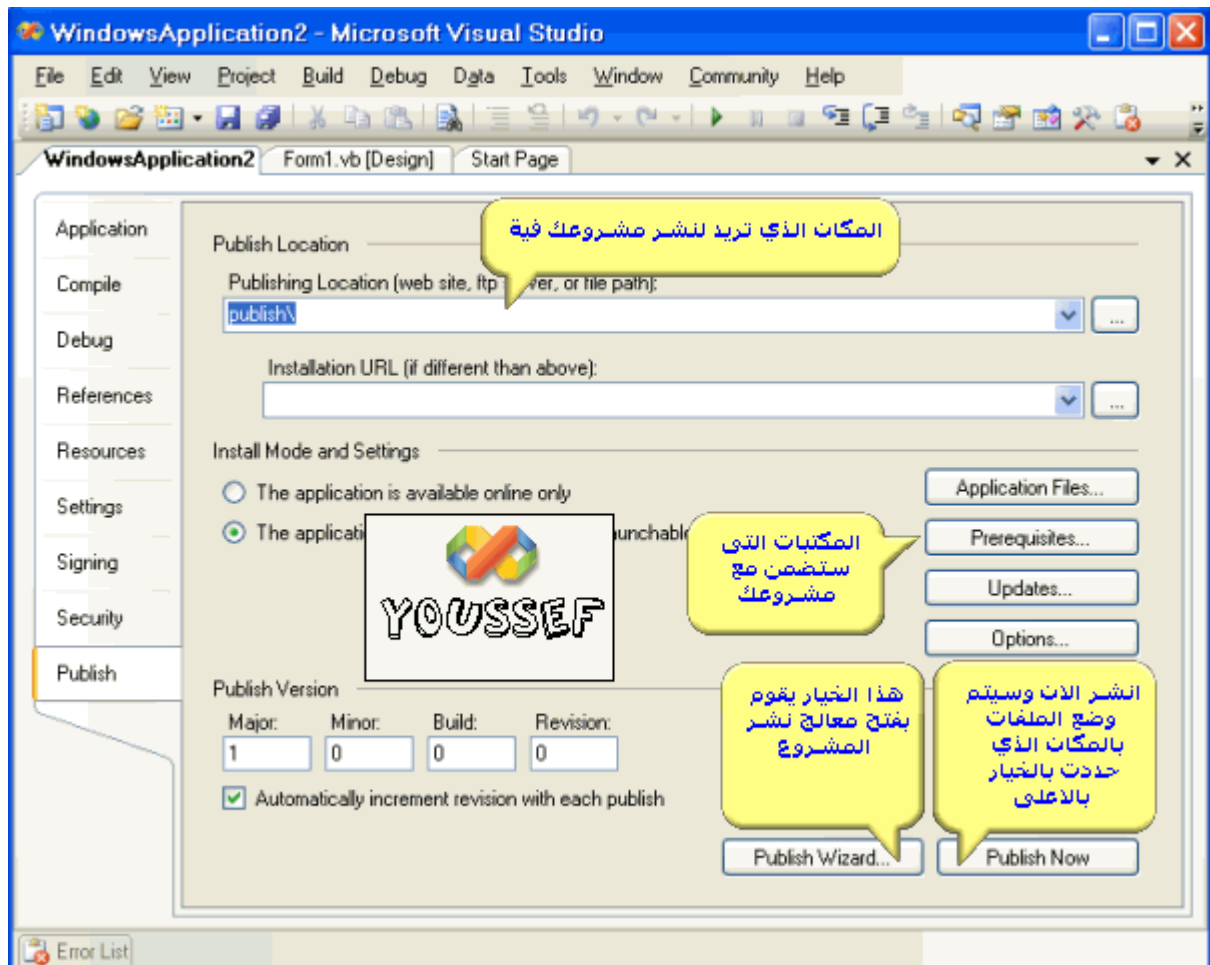 WindowsApplication2 - Microsoft Visual Studio
File Edit View Project Build Debug Data Tools Window Community Help
WindowsApplication2 Form1.vb [Design] Start Page
Application
Compile
Debug
References
Resources
Settings
Signing
Security
Publish
Publish Location
المكان الذي تريد لنشر مشروعك فية
Publishing Location (web site, ftp server, or file path):
publish\
...
Installation URL (if different than above):
...
Install Mode and Settings
The application is available online only
The applicati
YOUSSEF
Application Files...
Prerequisites...
Updates...
Options...
المكتبات التى
ستضمن مع
مشروعك
Publish Version
Major: Minor: Build: Revision:
1 0 0 0
Automatically increment revision with each publish
هذا الخيار يقوم
بفتح معالج نشر
المشروع
انشر الان وسيتم
وضع الملفات
بالمكان الذي
حددت بالخيار
بالاعلى
Publish Wizard... Publish Now
Error List